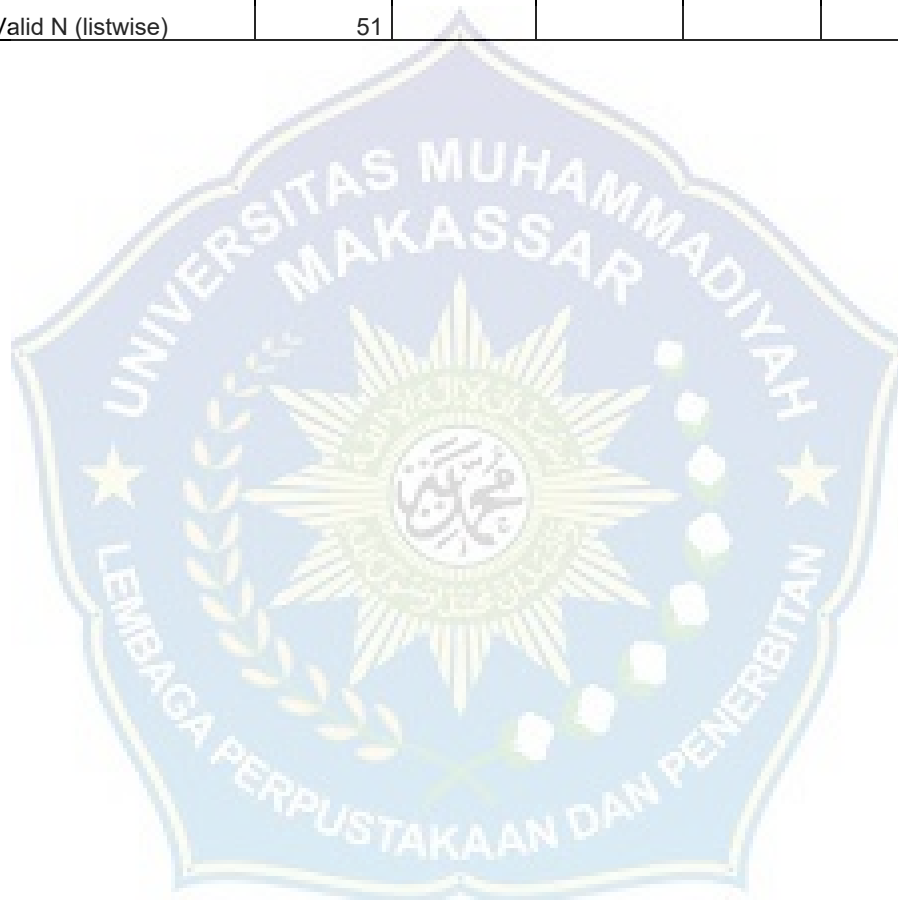 Valid N (listwise) 51
UNIVERSITAS MUHAMMADIYAH
MAKASSAR
LEMBAGA PERPUSTAKAAN DAN PENERBITAN